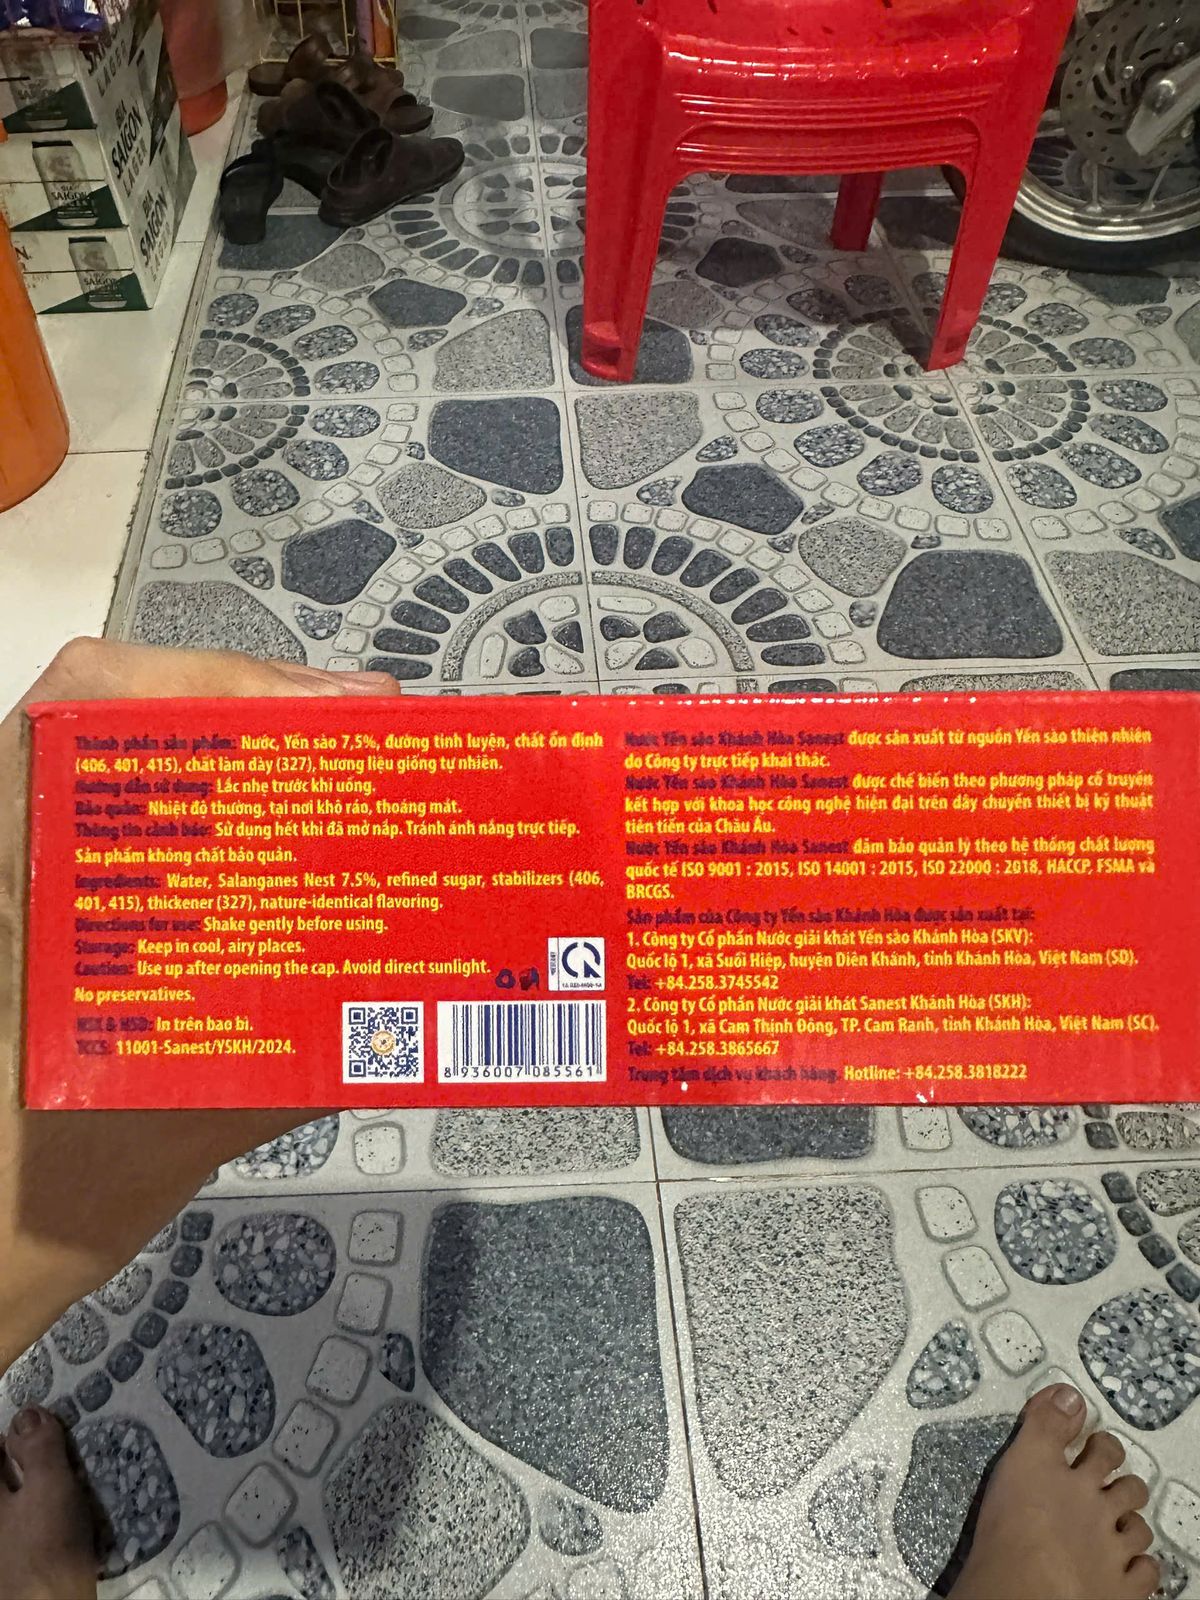 SAIGON
LAGER
BIA
SAIGON
LAGER
BIA
SAIGON
BIA
SAIGON
BIA
SAIGON
Thành phần sản phẩm: Nước, Yến sào 7,5%, đường tinh luyện, chất ổn định
(406, 401, 415), chất làm dày (327), hương liệu giống tự nhiên.
Hướng dẫn sử dụng: Lắc nhẹ trước khi uống.
Bảo quản: Nhiệt độ thường, tại nơi khô ráo, thoáng mát.
Thông tin cảnh báo: Sử dụng hết khi đã mở nắp. Tránh ánh nắng trực tiếp.
Sản phẩm không chất bảo quản.
Ingredients: Water, Salanganes Nest 7.5%, refined sugar, stabilizers (406,
401, 415), thickener (327), nature-identical flavoring.
Directions for use: Shake gently before using.
Storage: Keep in cool, airy places.
Caution: Use up after opening the cap. Avoid direct sunlight.
No preservatives.
NSX & HSD: In trên bao bì.
TCCS: 11001-Sanest/YSKH/2024.
8 936007 085561
Nước Yến sào Khánh Hòa Sanest được sản xuất từ nguồn Yến sào thiên nhiên
do Công ty trực tiếp khai thác.
Nước Yến sào Khánh Hòa Sanest được chế biến theo phương pháp cổ truyền
kết hợp với khoa học công nghệ hiện đại trên dây chuyền thiết bị kỹ thuật
tiên tiến của Châu Âu.
Nước Yến sào Khánh Hòa Sanest đảm bảo quản lý theo hệ thống chất lượng
quốc tế ISO 9001 : 2015, ISO 14001 : 2015, ISO 22000 : 2018, HACCP, FSMA và
BRCGS.
Sản phẩm của Công ty Yến sào Khánh Hòa được sản xuất tại:
1. Công ty Cổ phần Nước giải khát Yến sào Khánh Hòa (SKV):
Quốc lộ 1, xã Suối Hiệp, huyện Diên Khánh, tỉnh Khánh Hòa, Việt Nam (SD).
Tel: +84.258.3745542
2. Công ty Cổ phần Nước giải khát Sanest Khánh Hòa (SKH):
Quốc lộ 1, xã Cam Thịnh Đông, TP. Cam Ranh, tỉnh Khánh Hòa, Việt Nam (SC).
Tel: +84.258.3865667
Trung tâm dịch vụ khách hàng. Hotline: +84.258.3818222